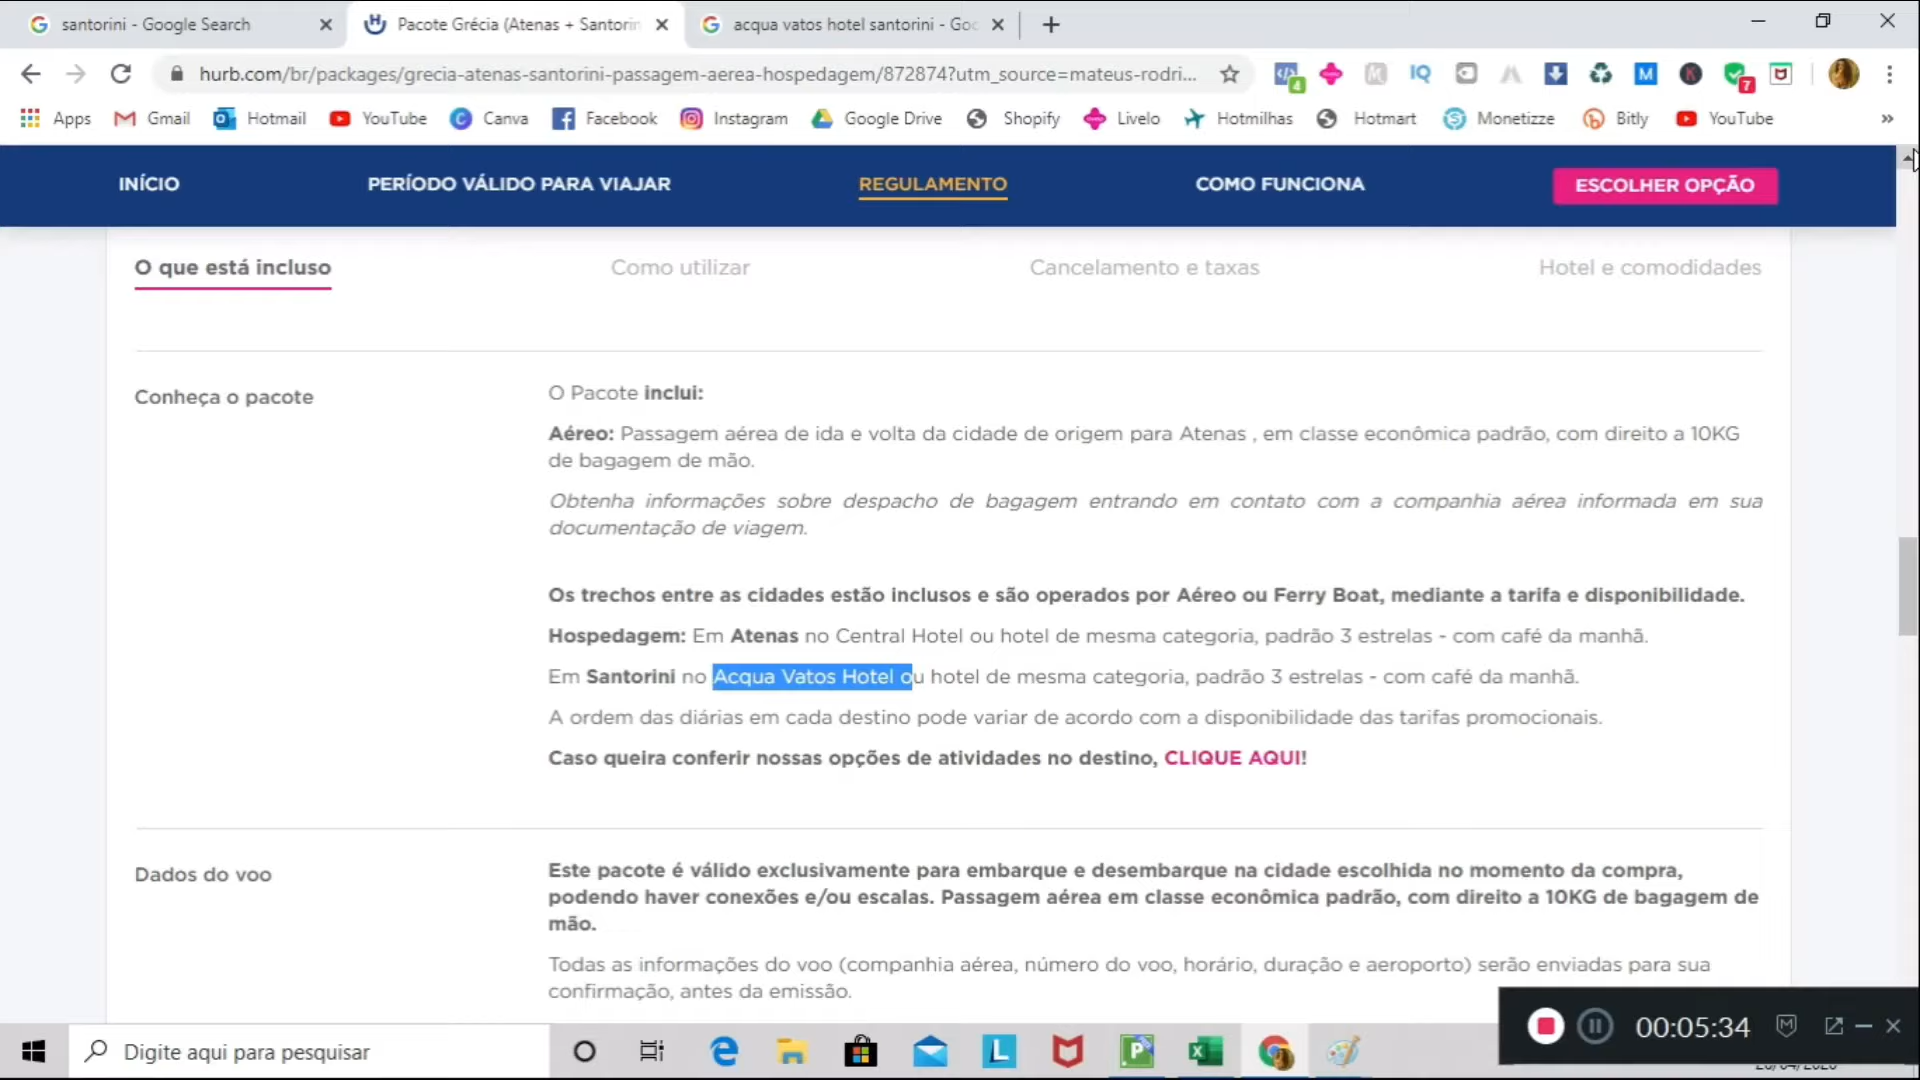 santorini - Google Search
Pacote Grécia (Atenas + Santorin
acqua vatos hotel santorini - Goo
hurb.com/br/packages/grecia-atenas-santorini-passagem-aerea-hospedagem/872874?utm_source=mateus-rodri...
Apps Gmail Hotmail YouTube Canva Facebook Instagram Google Drive Shopify Livelo Hotmilhas Hotmart Monetizze Bitly YouTube »
INÍCIO PERÍODO VÁLIDO PARA VIAJAR REGULAMENTO COMO FUNCIONA ESCOLHER OPÇÃO
O que está incluso Como utilizar Cancelamento e taxas Hotel e comodidades
Conheça o pacote
O Pacote inclui:
Aéreo: Passagem aérea de ida e volta da cidade de origem para Atenas , em classe econômica padrão, com direito a 10KG
de bagagem de mão.
Obtenha informações sobre despacho de bagagem entrando em contato com a companhia aérea informada em sua
documentação de viagem.
Os trechos entre as cidades estão inclusos e são operados por Aéreo ou Ferry Boat, mediante a tarifa e disponibilidade.
Hospedagem: Em Atenas no Central Hotel ou hotel de mesma categoria, padrão 3 estrelas - com café da manhã.
Em Santorini no Acqua Vatos Hotel ou hotel de mesma categoria, padrão 3 estrelas - com café da manhã.
A ordem das diárias em cada destino pode variar de acordo com a disponibilidade das tarifas promocionais.
Caso queira conferir nossas opções de atividades no destino, CLIQUE AQUI!
Dados do voo
Este pacote é válido exclusivamente para embarque e desembarque na cidade escolhida no momento da compra,
podendo haver conexões e/ou escalas. Passagem aérea em classe econômica padrão, com direito a 10KG de bagagem de
mão.
Todas as informações do voo (companhia aérea, número do voo, horário, duração e aeroporto) serão enviadas para sua
confirmação, antes da emissão.
00:05:34
Digite aqui para pesquisar